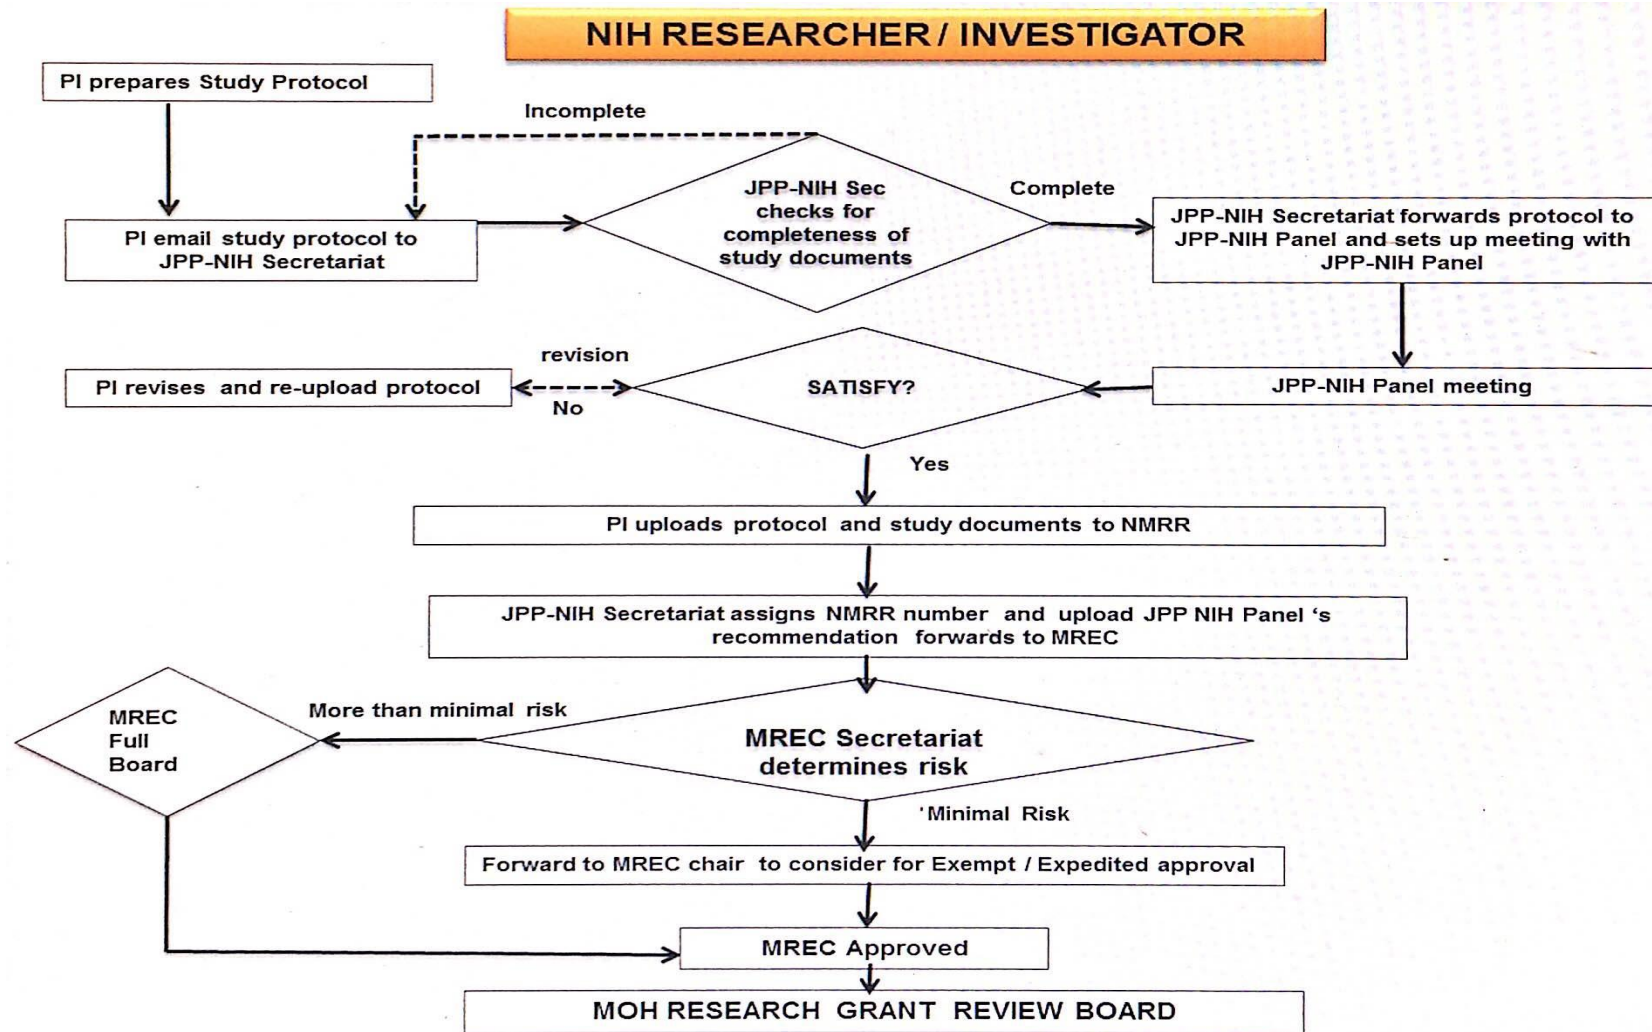 NIH RESEARCHER / INVESTIGATOR
PI prepares Study Protocol
Incomplete
JPP-NIH Sec
checks for
completeness of
study documents
Complete
PI email study protocol to
JPP-NIH Secretariat
JPP-NIH Secretariat forwards protocol to
JPP-NIH Panel and sets up meeting with
JPP-NIH Panel
revision
PI revises and re-upload protocol
No
SATISFY?
JPP-NIH Panel meeting
Yes
PI uploads protocol and study documents to NMRR
JPP-NIH Secretariat assigns NMRR number and upload JPP NIH Panel 's
recommendation forwards to MREC
MREC
Full
Board
More than minimal risk
MREC Secretariat
determines risk
'Minimal Risk
Forward to MREC chair to consider for Exempt / Expedited approval
MREC Approved
MOH RESEARCH GRANT REVIEW BOARD